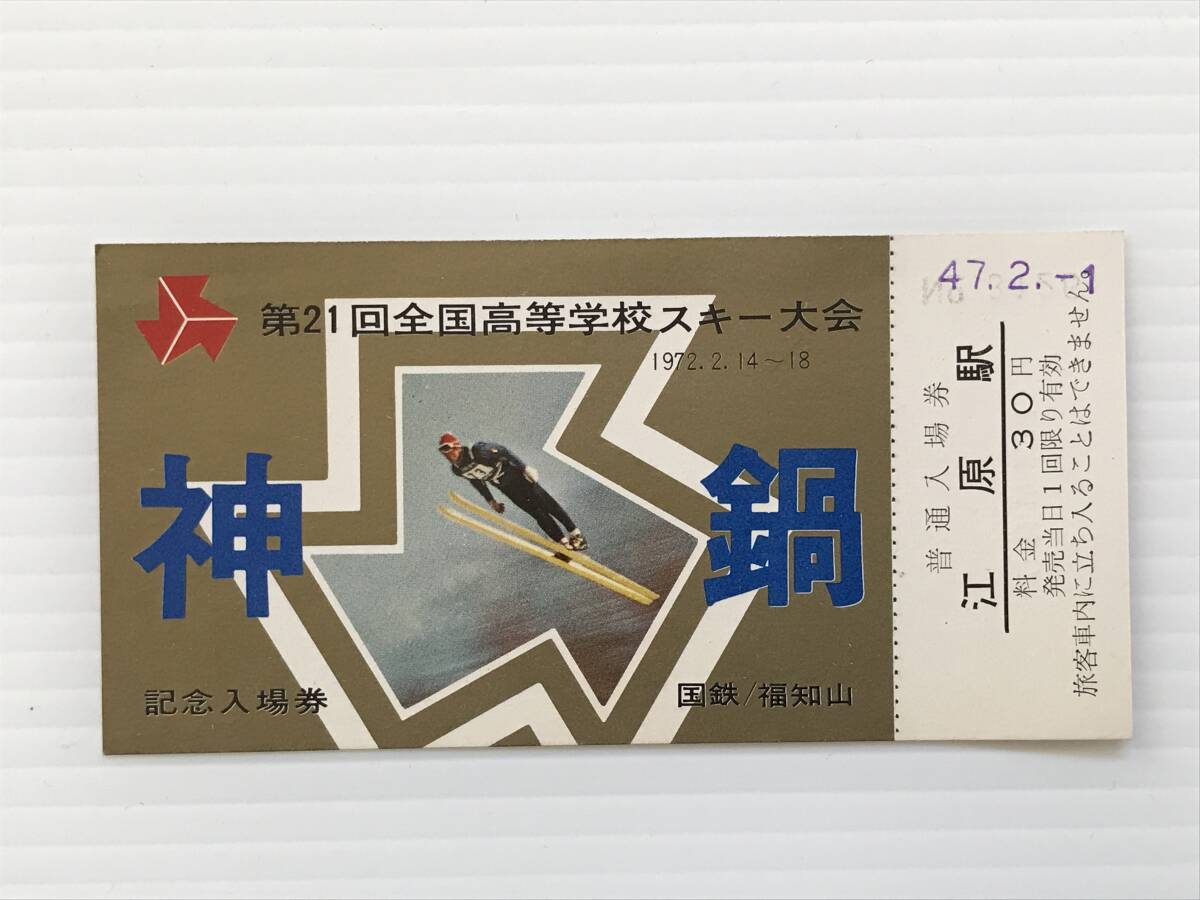 第21回全国高等学校スキー大会
1972.2.14～18
神鍋
記念入場券
国鉄/福知山
47.2.-1
普通入場券
江原駅
料金 30円
発売当日1回限り有効
旅客車内に立ち入ることはできません。